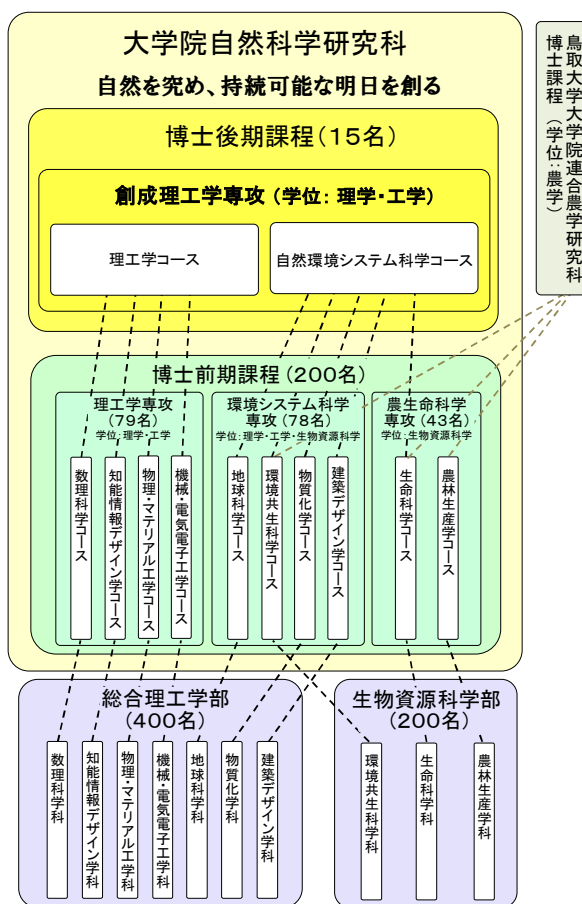 大学院自然科学研究科
自然を究め、持続可能な明日を創る
博士後期課程(15名)
創成理工学専攻(学位:理学・工学)
理工学コース
自然環境システム科学コース
鳥取大学大学院連合農学研究科
博士課程(学位:農学)
博士前期課程(200名)
理工学専攻
(79名)
学位:理学・工学
数理科学コース
知能情報デザイン学コース
物理・マテリアル工学コース
機械・電気電子工学コース
環境システム科学
専攻(78名)
学位:理学・工学・生物資源科学
地球科学コース
環境共生科学コース
物質化学コース
建築デザイン学コース
農生命科学
専攻(43名)
学位:生物資源科学
生命科学コース
農林生産学コース
総合理工学部
(400名)
数理科学科
知能情報デザイン学科
物理・マテリアル工学科
機械・電気電子工学科
地球科学科
物質化学科
建築デザイン学科
生物資源科学部
(200名)
環境共生科学科
生命科学科
農林生産学科